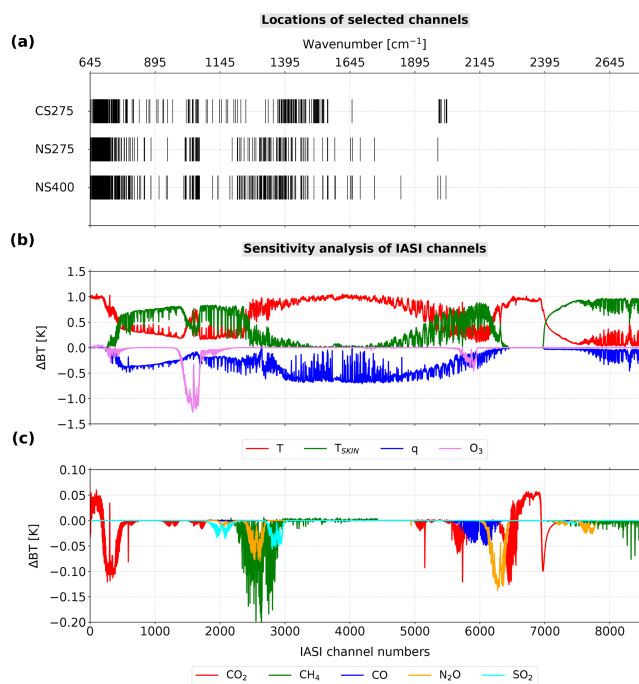 Locations of selected channels
(a)
Wavenumber [cm⁻¹]
645 895 1145 1395 1645 1895 2145 2395 2645
CS275
NS275
NS400
(b)
Sensitivity analysis of IASI channels
1.5
1.0
0.5
0.0
−0.5
−1.0
−1.5
ΔBT [K]
T T_SKIN q O₃
(c)
0.10
0.05
0.00
−0.05
−0.10
−0.15
−0.20
ΔBT [K]
0 1000 2000 3000 4000 5000 6000 7000 8000
IASI channel numbers
CO₂ CH₄ CO N₂O SO₂